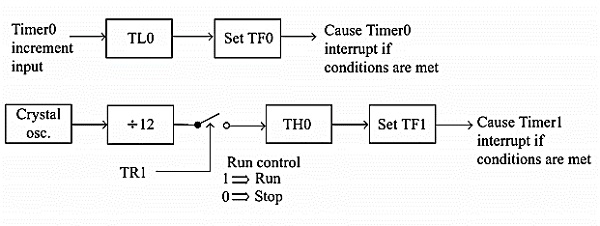 Timer0
increment
input
TL0
Set TF0
Cause Timer0
interrupt if
conditions are met
Crystal
osc.
÷12
TH0
Set TF1
Cause Timer1
interrupt if
conditions are met
TR1
Run control
1 ⇒ Run
0 ⇒ Stop